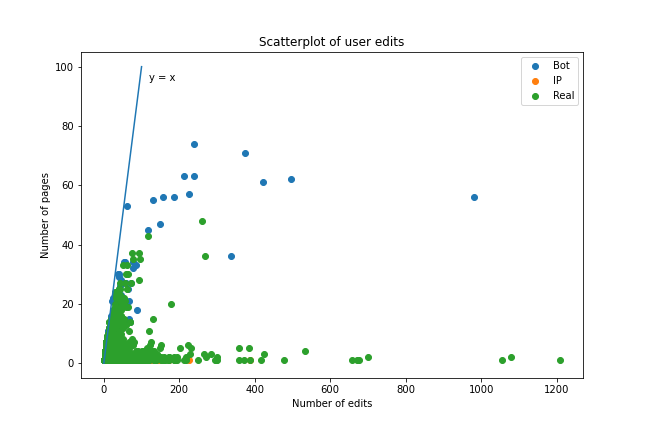 Scatterplot of user edits
Number of pages
100
80
60
40
20
0
y = x
Bot
IP
Real
0 200 400 600 800 1000 1200
Number of edits